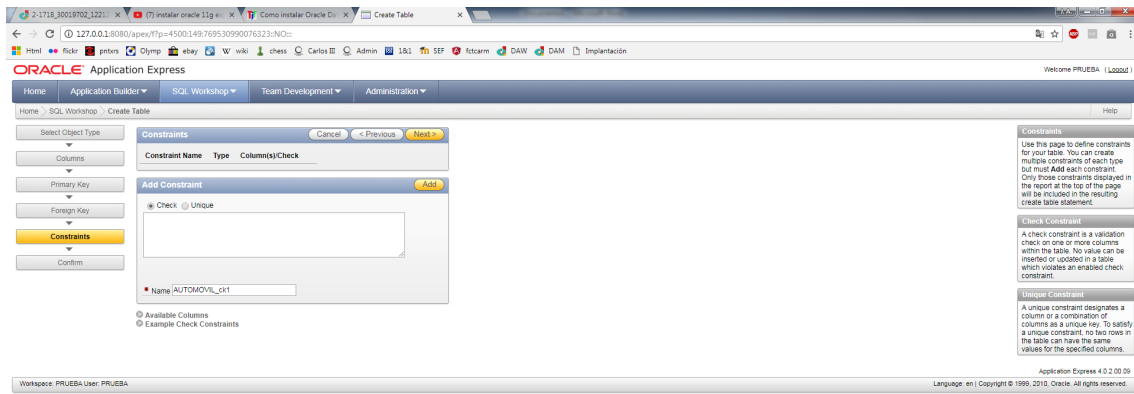 2-1718_30019702_1221
(7) instalar oracle 11g ex
Como instalar Oracle Da
Create Table
127.0.0.1:8080/apex/f?p=4500:149:769530990076323::NO:::
Html flickr pntxrs Olymp ebay W wiki chess Carlos III Admin 1&1 SEF fctcarm DAW DAM Implantación
ORACLE Application Express
Welcome PRUEBA ( Logout )
Home Application Builder SQL Workshop Team Development Administration
Home > SQL Workshop > Create Table
Help
Select Object Type
Columns
Primary Key
Foreign Key
Constraints
Confirm
Constraints
Cancel < Previous Next >
Constraint Name Type Column(s)/Check
Add Constraint
Add
Check Unique
* Name AUTOMOVIL_ck1
Available Columns
Example Check Constraints
Constraints
Use this page to define constraints
for your table. You can create
multiple constraints of each type
but must Add each constraint.
Only those constraints displayed in
the report at the top of the page
will be included in the resulting
create table statement.
Check Constraint
A check constraint is a validation
check on one or more columns
within the table. No value can be
inserted or updated in a table
which violates an enabled check
constraint.
Unique Constraint
A unique constraint designates a
column or a combination of
columns as a unique key. To satisfy
a unique constraint, no two rows in
the table can have the same
values for the specified columns.
Application Express 4.0.2.00.09
Workspace: PRUEBA User: PRUEBA
Language: en | Copyright © 1999, 2010, Oracle. All rights reserved.